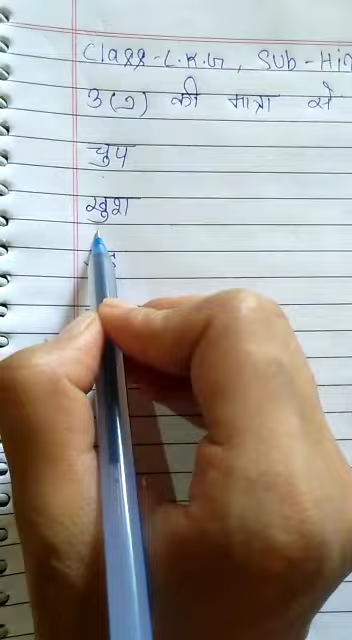 Class-L.K.G, Sub-Hin
उ(ु) की मात्रा से
चुप
खुश